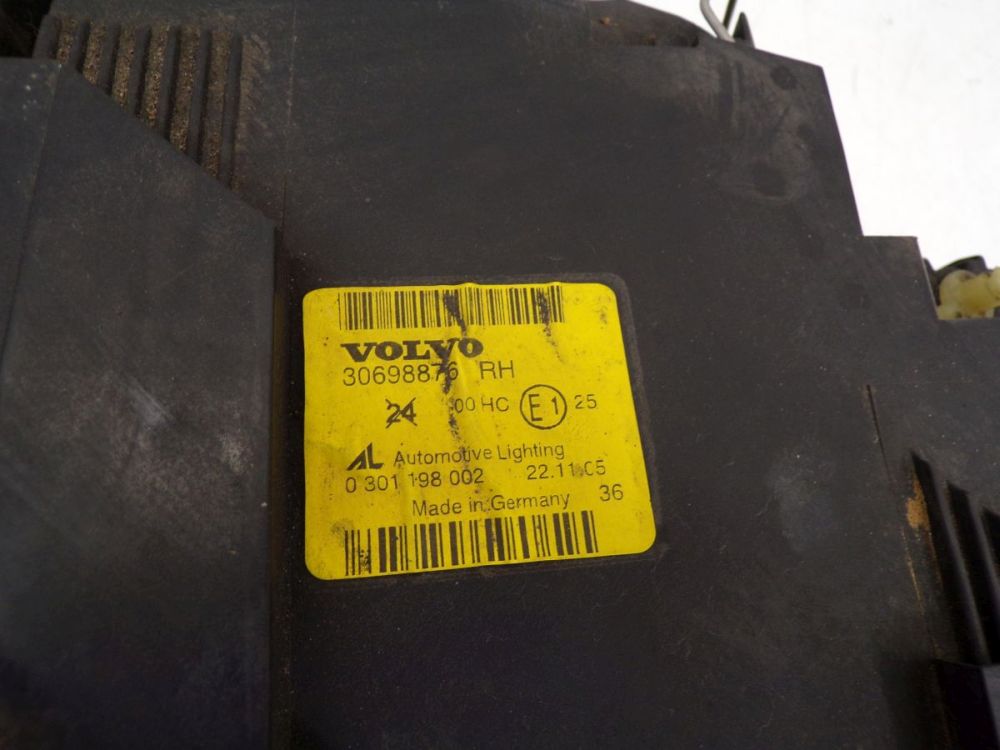 VOLVO
30698876 RH
24 00 HC E1 25
AL Automotive Lighting
0 301 198 002 22.11.05
Made in Germany 36